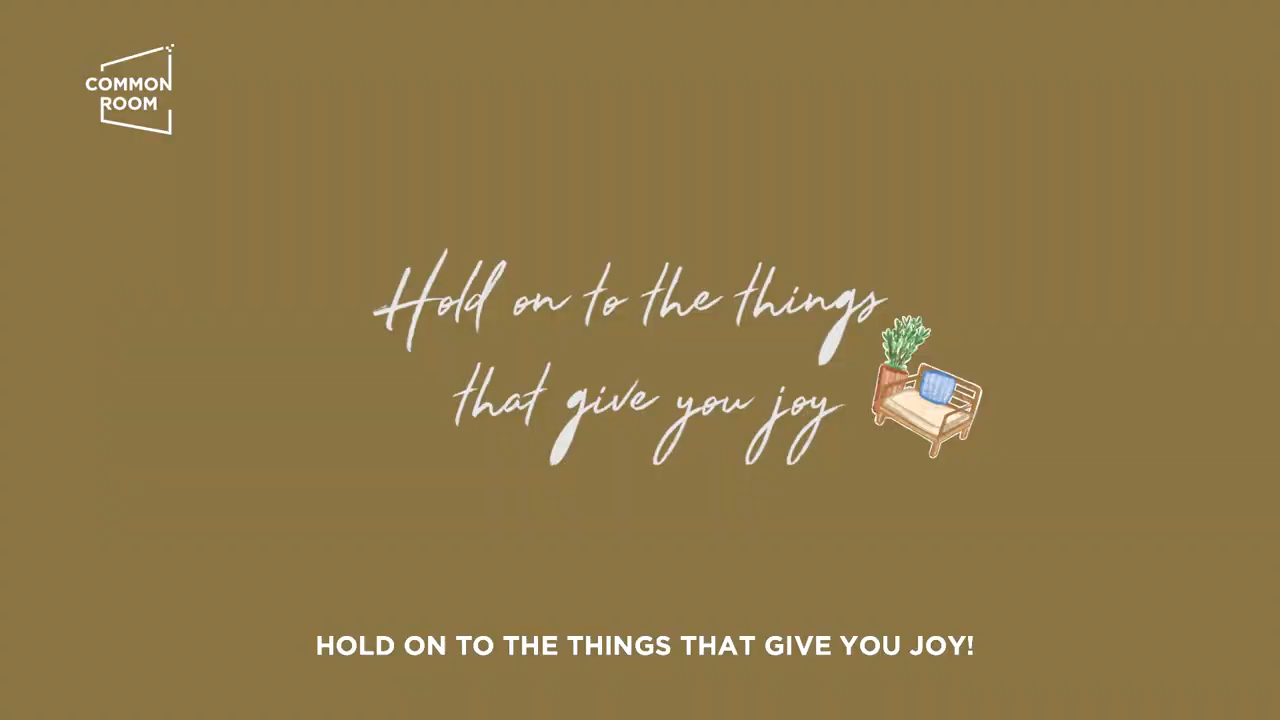 COMMON
ROOM
Hold on to the things
that give you joy
HOLD ON TO THE THINGS THAT GIVE YOU JOY!